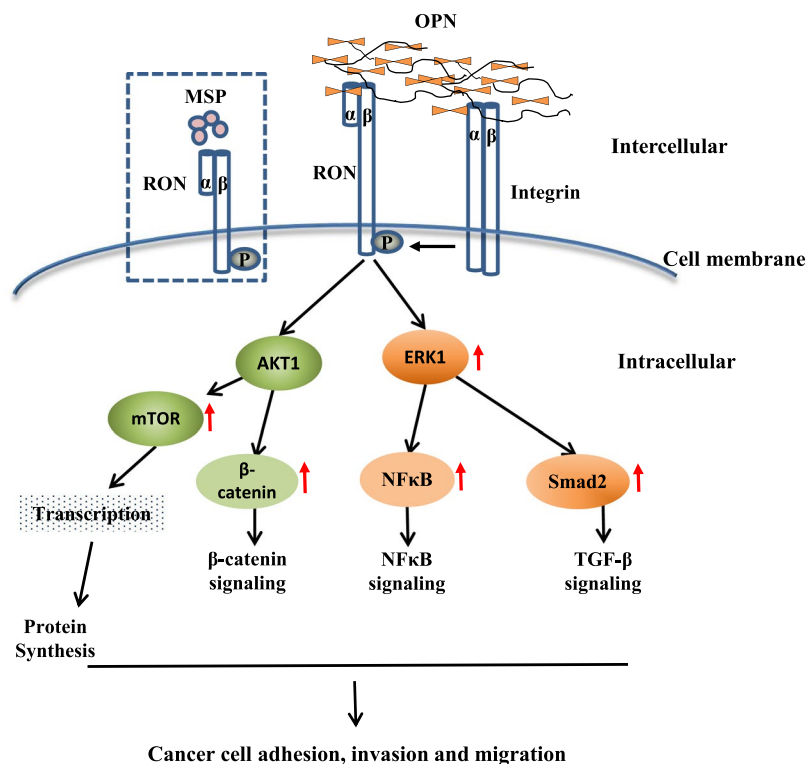 OPN
MSP
RON
α β
α β
RON
α β
Integrin
Intercellular
P
P
Cell membrane
Intracellular
AKT1
ERK1
mTOR
β-
catenin
NFκB
Smad2
Transcription
β-catenin
signaling
NFκB
signaling
TGF-β
signaling
Protein
Synthesis
Cancer cell adhesion, invasion and migration